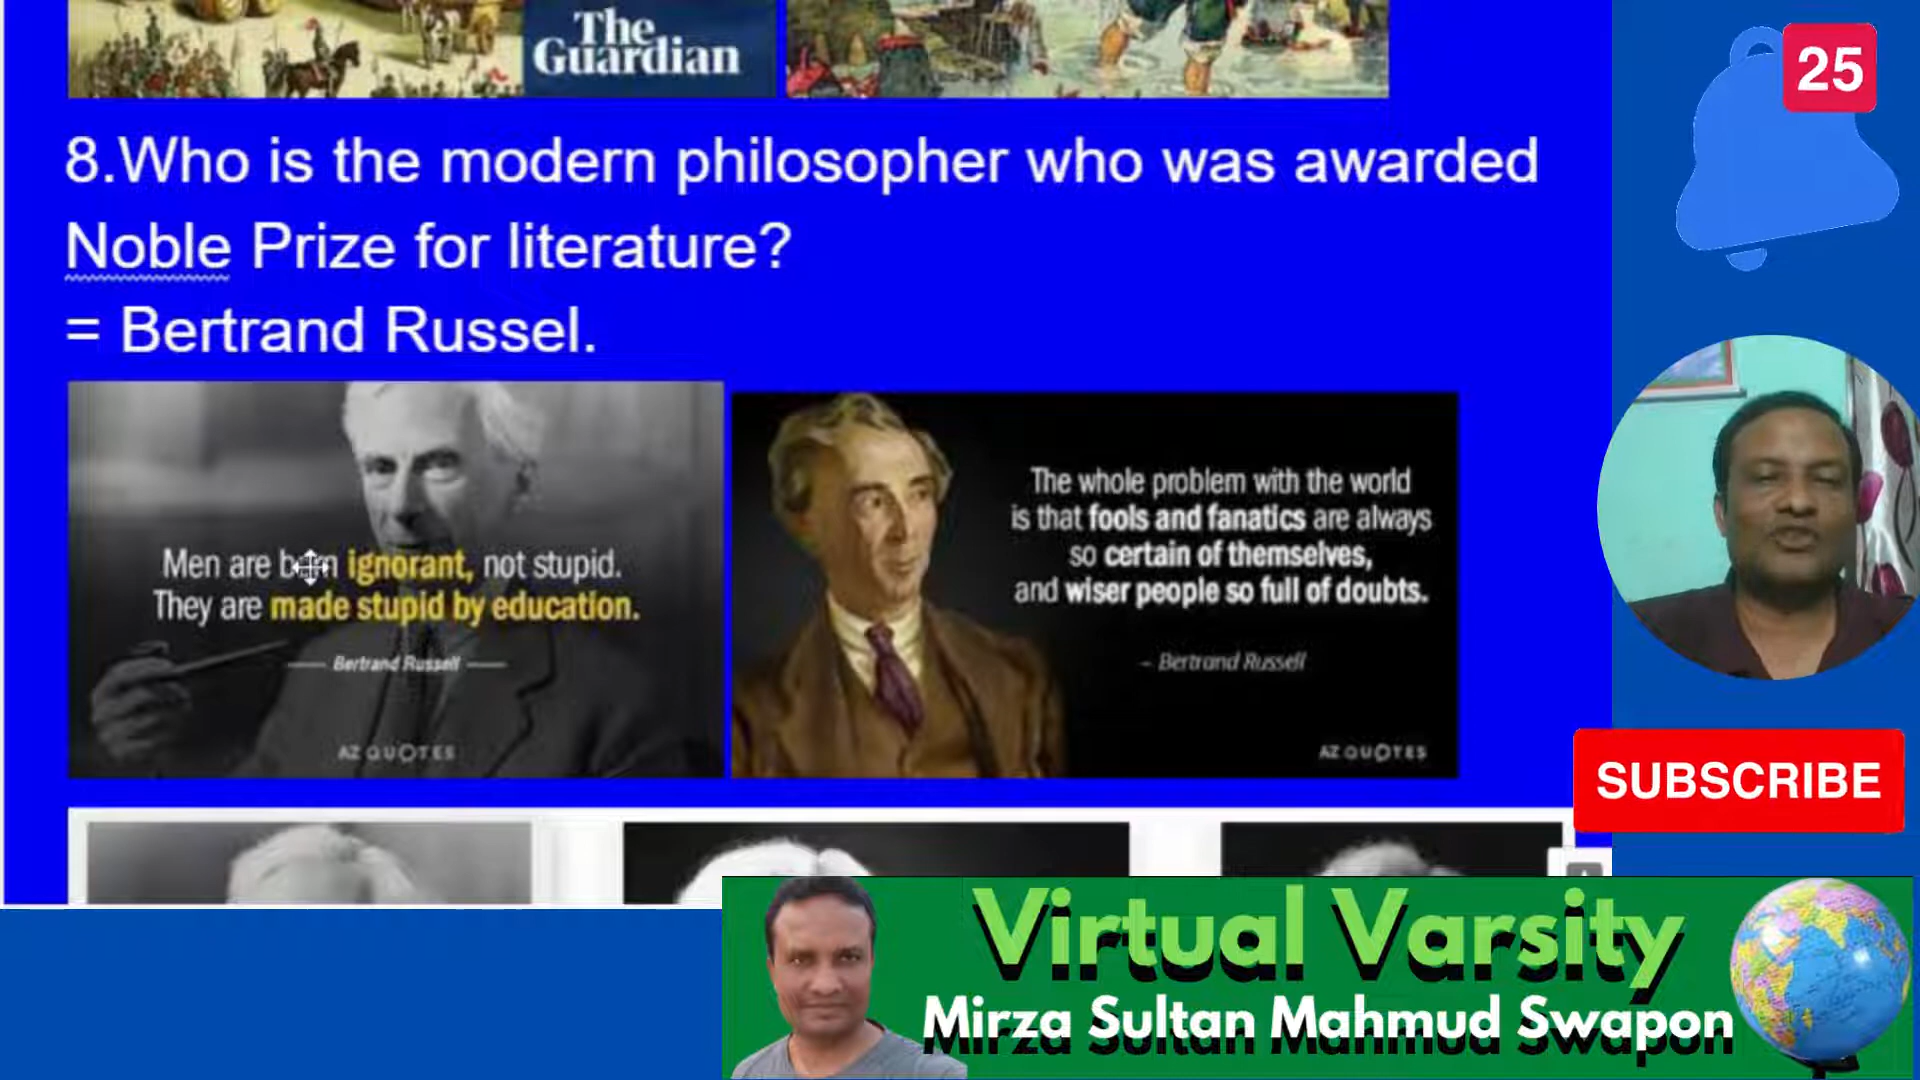 The
Guardian
25
8.Who is the modern philosopher who was awarded
Noble Prize for literature?
= Bertrand Russel.
Men are born ignorant, not stupid.
They are made stupid by education.
Bertrand Russell
AZ QUOTES
The whole problem with the world
is that fools and fanatics are always
so certain of themselves,
and wiser people so full of doubts.
– Bertrand Russell
AZ QUOTES
SUBSCRIBE
Virtual Varsity
Mirza Sultan Mahmud Swapon